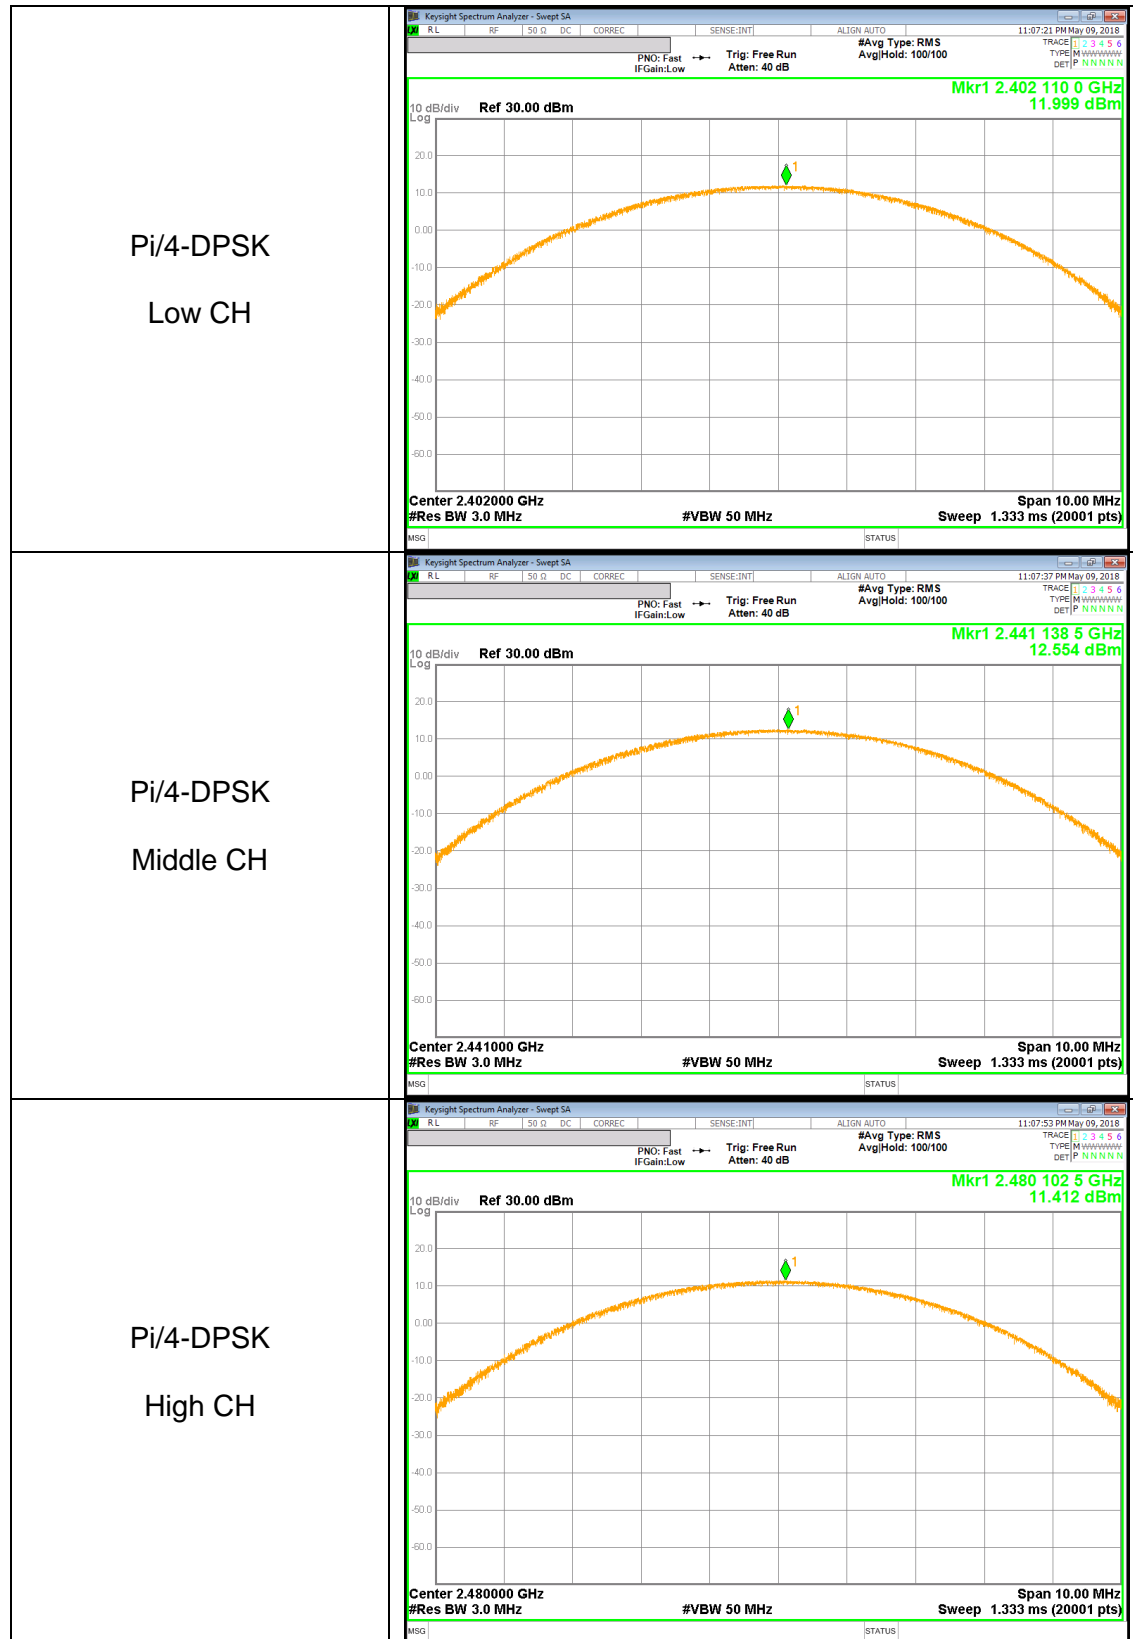 Pi/4-DPSK
Low CH
Keysight Spectrum Analyzer - Swept SA
LXI RL RF 50 Ω DC CORREC SENSE:INT ALIGN AUTO 11:07:21 PM May 09, 2018
#Avg Type: RMS TRACE 1 2 3 4 5 6
PNO: Fast Trig: Free Run Avg|Hold: 100/100 TYPE M WWWWW
IFGain:Low Atten: 40 dB DET P N N N N N
Mkr1 2.402 110 0 GHz
10 dB/div Ref 30.00 dBm 11.999 dBm
Log
20.0
10.0
1
0.00
-10.0
-20.0
-30.0
-40.0
-50.0
-60.0
Center 2.402000 GHz Span 10.00 MHz
#Res BW 3.0 MHz #VBW 50 MHz Sweep 1.333 ms (20001 pts)
MSG STATUS
Pi/4-DPSK
Middle CH
Keysight Spectrum Analyzer - Swept SA
LXI RL RF 50 Ω DC CORREC SENSE:INT ALIGN AUTO 11:07:37 PM May 09, 2018
#Avg Type: RMS TRACE 1 2 3 4 5 6
PNO: Fast Trig: Free Run Avg|Hold: 100/100 TYPE M WWWWW
IFGain:Low Atten: 40 dB DET P N N N N N
Mkr1 2.441 138 5 GHz
10 dB/div Ref 30.00 dBm 12.554 dBm
Log
20.0
1
10.0
0.00
-10.0
-20.0
-30.0
-40.0
-50.0
-60.0
Center 2.441000 GHz Span 10.00 MHz
#Res BW 3.0 MHz #VBW 50 MHz Sweep 1.333 ms (20001 pts)
MSG STATUS
Pi/4-DPSK
High CH
Keysight Spectrum Analyzer - Swept SA
LXI RL RF 50 Ω DC CORREC SENSE:INT ALIGN AUTO 11:07:53 PM May 09, 2018
#Avg Type: RMS TRACE 1 2 3 4 5 6
PNO: Fast Trig: Free Run Avg|Hold: 100/100 TYPE M WWWWW
IFGain:Low Atten: 40 dB DET P N N N N N
Mkr1 2.480 102 5 GHz
10 dB/div Ref 30.00 dBm 11.412 dBm
Log
20.0
1
10.0
0.00
-10.0
-20.0
-30.0
-40.0
-50.0
-60.0
Center 2.480000 GHz Span 10.00 MHz
#Res BW 3.0 MHz #VBW 50 MHz Sweep 1.333 ms (20001 pts)
MSG STATUS